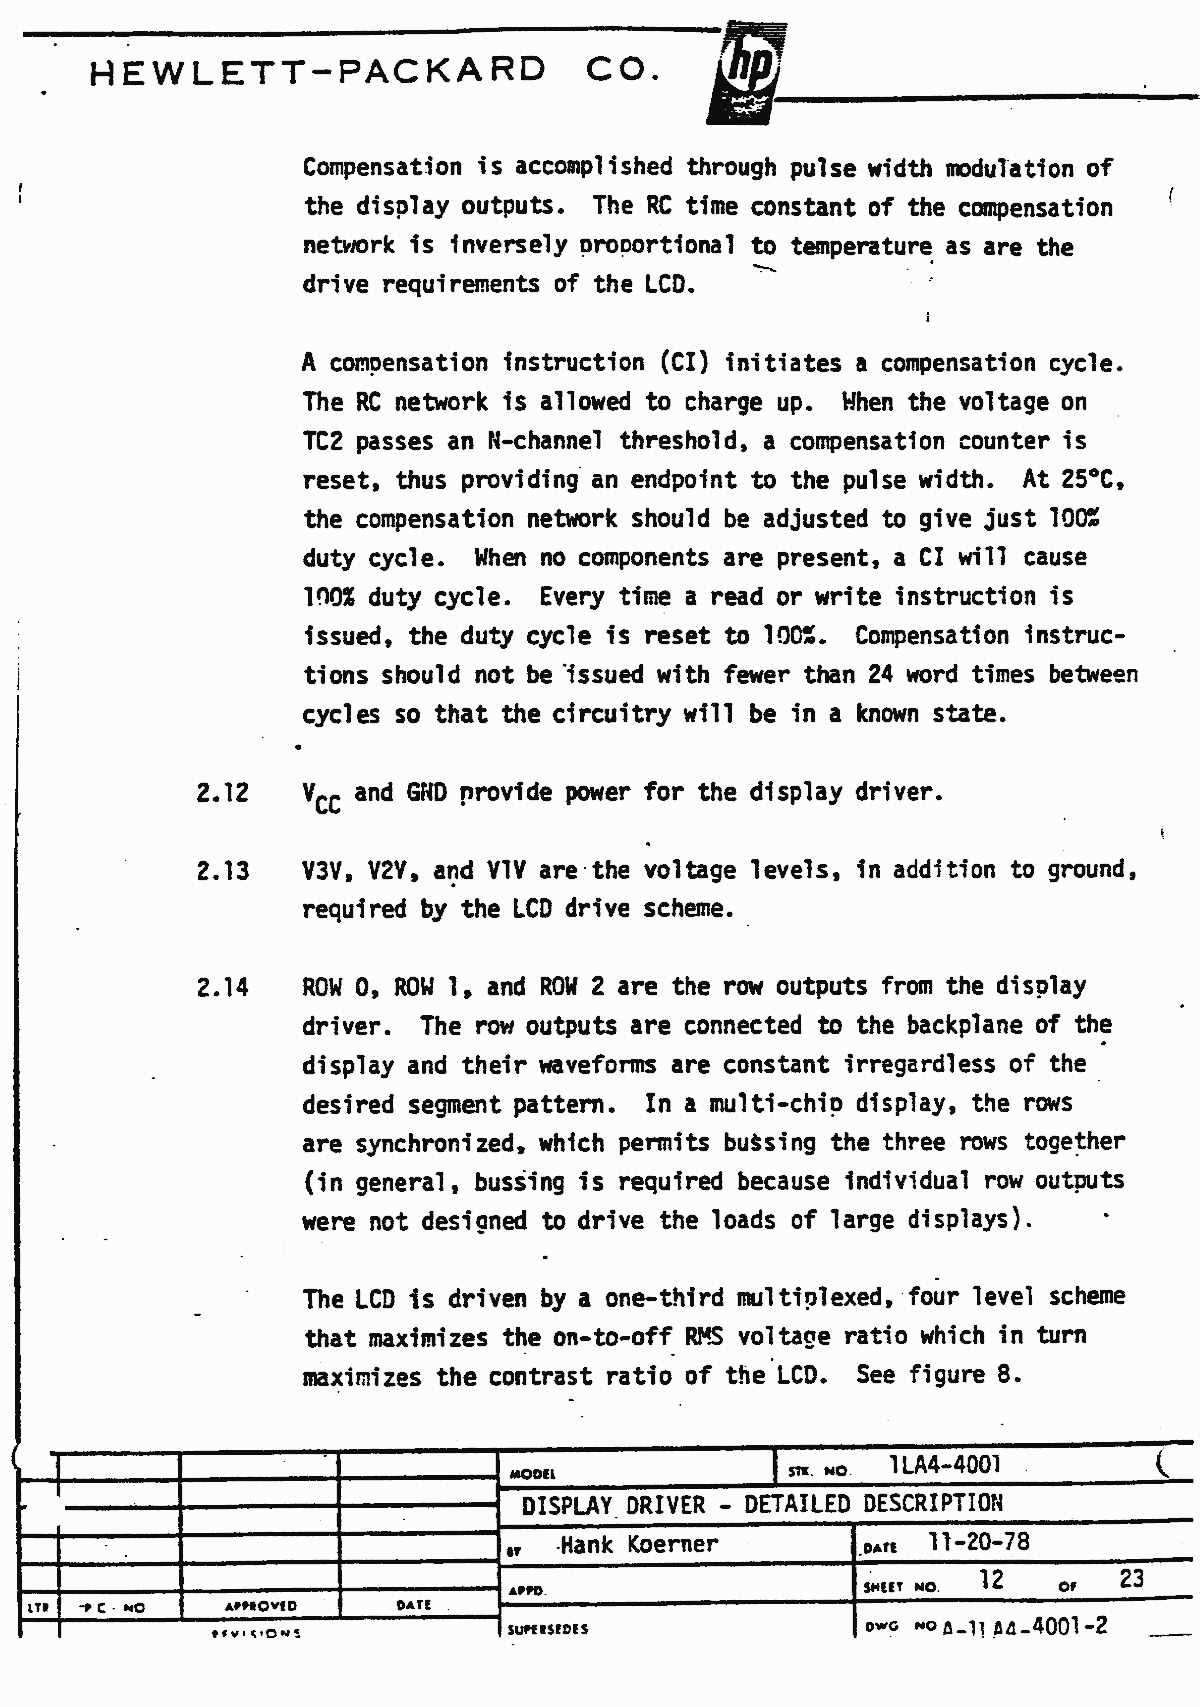 HEWLETT-PACKARD CO.
hp
Compensation is accomplished through pulse width modulation of
the display outputs. The RC time constant of the compensation
network is inversely proportional to temperature as are the
drive requirements of the LCD.
A compensation instruction (CI) initiates a compensation cycle.
The RC network is allowed to charge up. When the voltage on
TC2 passes an N-channel threshold, a compensation counter is
reset, thus providing an endpoint to the pulse width. At 25°C,
the compensation network should be adjusted to give just 100%
duty cycle. When no components are present, a CI will cause
100% duty cycle. Every time a read or write instruction is
issued, the duty cycle is reset to 100%. Compensation instruc-
tions should not be issued with fewer than 24 word times between
cycles so that the circuitry will be in a known state.
2.12 VCC and GND provide power for the display driver.
2.13 V3V, V2V, and V1V are the voltage levels, in addition to ground,
required by the LCD drive scheme.
2.14 ROW 0, ROW 1, and ROW 2 are the row outputs from the display
driver. The row outputs are connected to the backplane of the
display and their waveforms are constant irregardless of the
desired segment pattern. In a multi-chip display, the rows
are synchronized, which permits bussing the three rows together
(in general, bussing is required because individual row outputs
were not designed to drive the loads of large displays).
The LCD is driven by a one-third multiplexed, four level scheme
that maximizes the on-to-off RMS voltage ratio which in turn
maximizes the contrast ratio of the LCD. See figure 8.
MODEL STK. NO. 1LA4-4001
DISPLAY DRIVER - DETAILED DESCRIPTION
BY Hank Koerner DATE 11-20-78
APPD. SHEET NO. 12 OF 23
LTR PC NO APPROVED DATE
REVISIONS SUPERSEDES DWG NO A-1LA4-4001-2